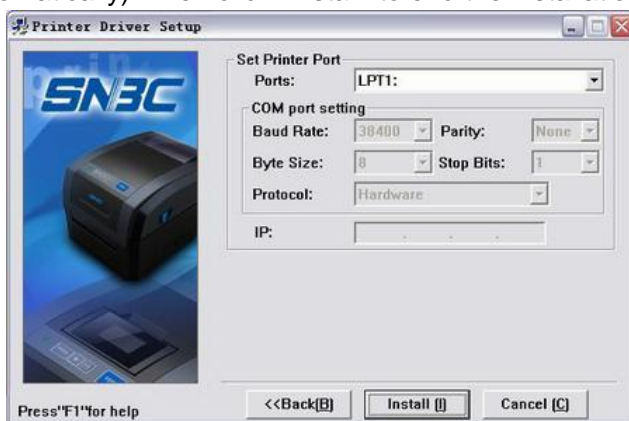 Printer Driver Setup
SNBC
Set Printer Port
Ports: LPT1:
COM port setting
Baud Rate: 38400 Parity: None
Byte Size: 8 Stop Bits: 1
Protocol: Hardware
IP: . . .
<<Back(B) Install (I) Cancel (C)
Press"F1"for help